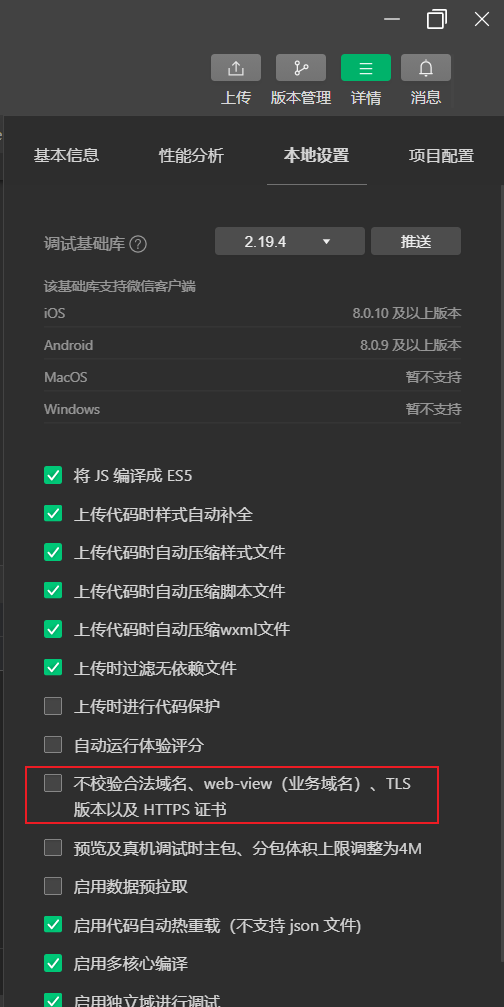 上传 版本管理 详情 消息
基本信息 性能分析 本地设置 项目配置
调试基础库 ? 2.19.4 推送
该基础库支持微信客户端
iOS 8.0.10 及以上版本
Android 8.0.9 及以上版本
MacOS 暂不支持
Windows 暂不支持
将 JS 编译成 ES5
上传代码时样式自动补全
上传代码时自动压缩样式文件
上传代码时自动压缩脚本文件
上传代码时自动压缩wxml文件
上传时过滤无依赖文件
上传时进行代码保护
自动运行体验评分
不校验合法域名、web-view（业务域名）、TLS
版本以及 HTTPS 证书
预览及真机调试时主包、分包体积上限调整为4M
启用数据预拉取
启用代码自动热重载（不支持 json 文件)
启用多核心编译
启用独立域进行调试